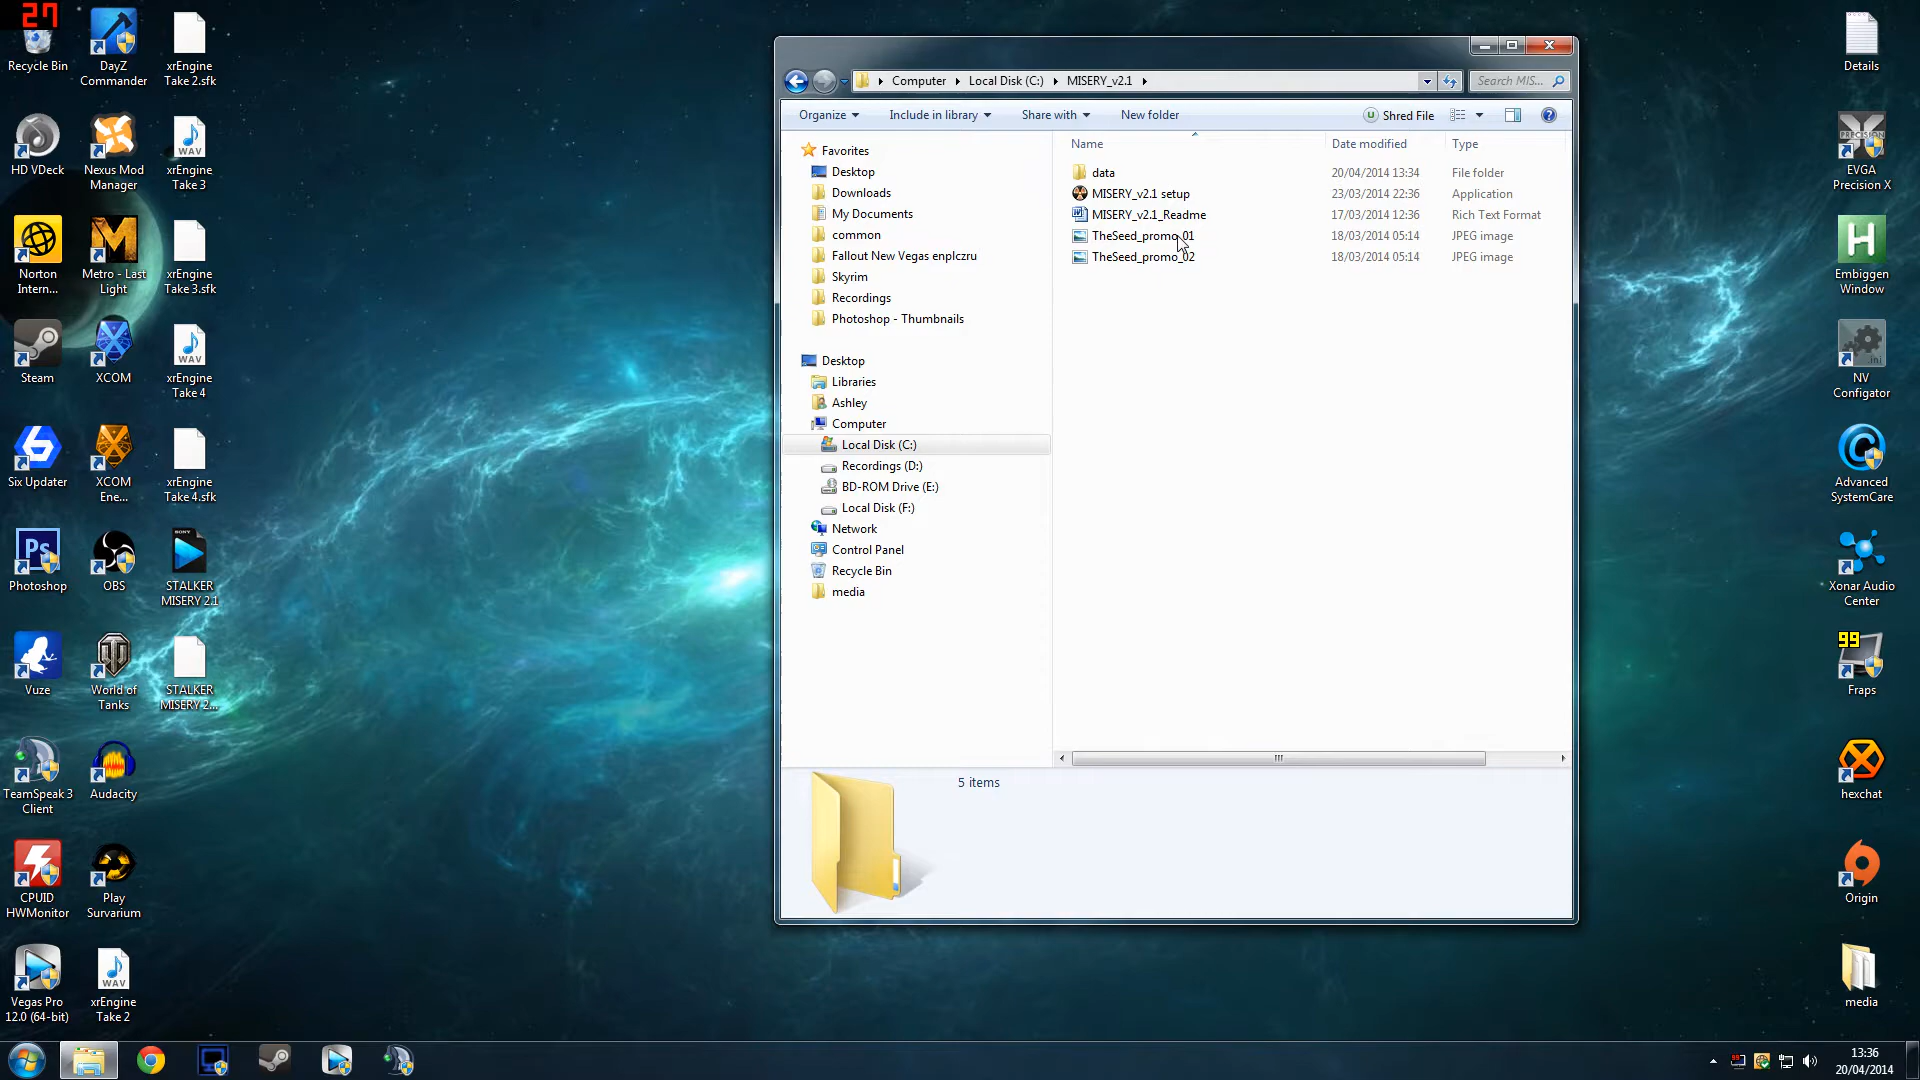 27
Recycle Bin
DayZ
Commander
xrEngine
Take 2.sfk
HD VDeck
Nexus Mod
Manager
WAV
xrEngine
Take 3
Norton
Intern...
Metro - Last
Light
xrEngine
Take 3.sfk
Steam
XCOM
WAV
xrEngine
Take 4
Six Updater
XCOM
Ene...
xrEngine
Take 4.sfk
Ps
Photoshop
OBS
SONY
STALKER
MISERY 2.1
Vuze
World of
Tanks
STALKER
MISERY 2...
TeamSpeak 3
Client
Audacity
CPUID
HWMonitor
Play
Survarium
Vegas Pro
12.0 (64-bit)
WAV
xrEngine
Take 2
Computer
Local Disk (C:)
MISERY_v2.1
Search MIS...
Organize
Include in library
Share with
New folder
Shred File
Favorites
Desktop
Downloads
My Documents
common
Fallout New Vegas enplczru
Skyrim
Recordings
Photoshop - Thumbnails
Desktop
Libraries
Ashley
Computer
Local Disk (C:)
Recordings (D:)
BD-ROM Drive (E:)
Local Disk (F:)
Network
Control Panel
Recycle Bin
media
Name Date modified Type
data 20/04/2014 13:34 File folder
MISERY_v2.1 setup 23/03/2014 22:36 Application
MISERY_v2.1_Readme 17/03/2014 12:36 Rich Text Format
TheSeed_promo_01 18/03/2014 05:14 JPEG image
TheSeed_promo_02 18/03/2014 05:14 JPEG image
5 items
Details
PRECISION
EVGA
Precision X
H
Embiggen
Window
.ini
NV
Configator
Advanced
SystemCare
Xonar Audio
Center
99
Fraps
hexchat
Origin
media
13:36
20/04/2014